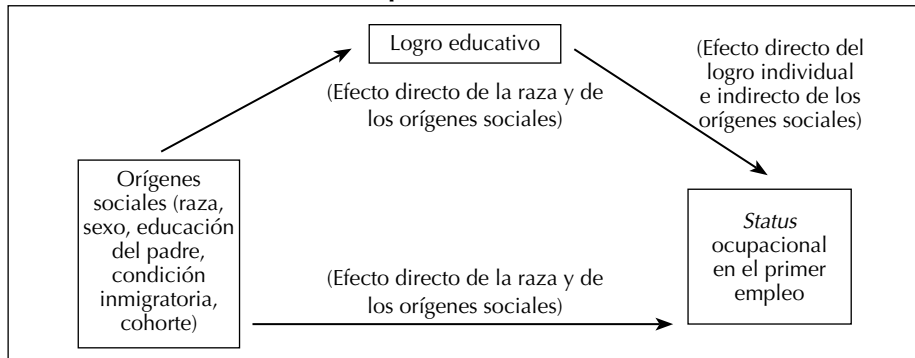 Logro educativo
(Efecto directo del
logro individual
e indirecto de los
orígenes sociales)
(Efecto directo de la raza y de
los orígenes sociales)
Orígenes
sociales (raza,
sexo, educación
del padre,
condición
inmigratoria,
cohorte)
Status
ocupacional
en el primer
empleo
(Efecto directo de la raza y de
los orígenes sociales)